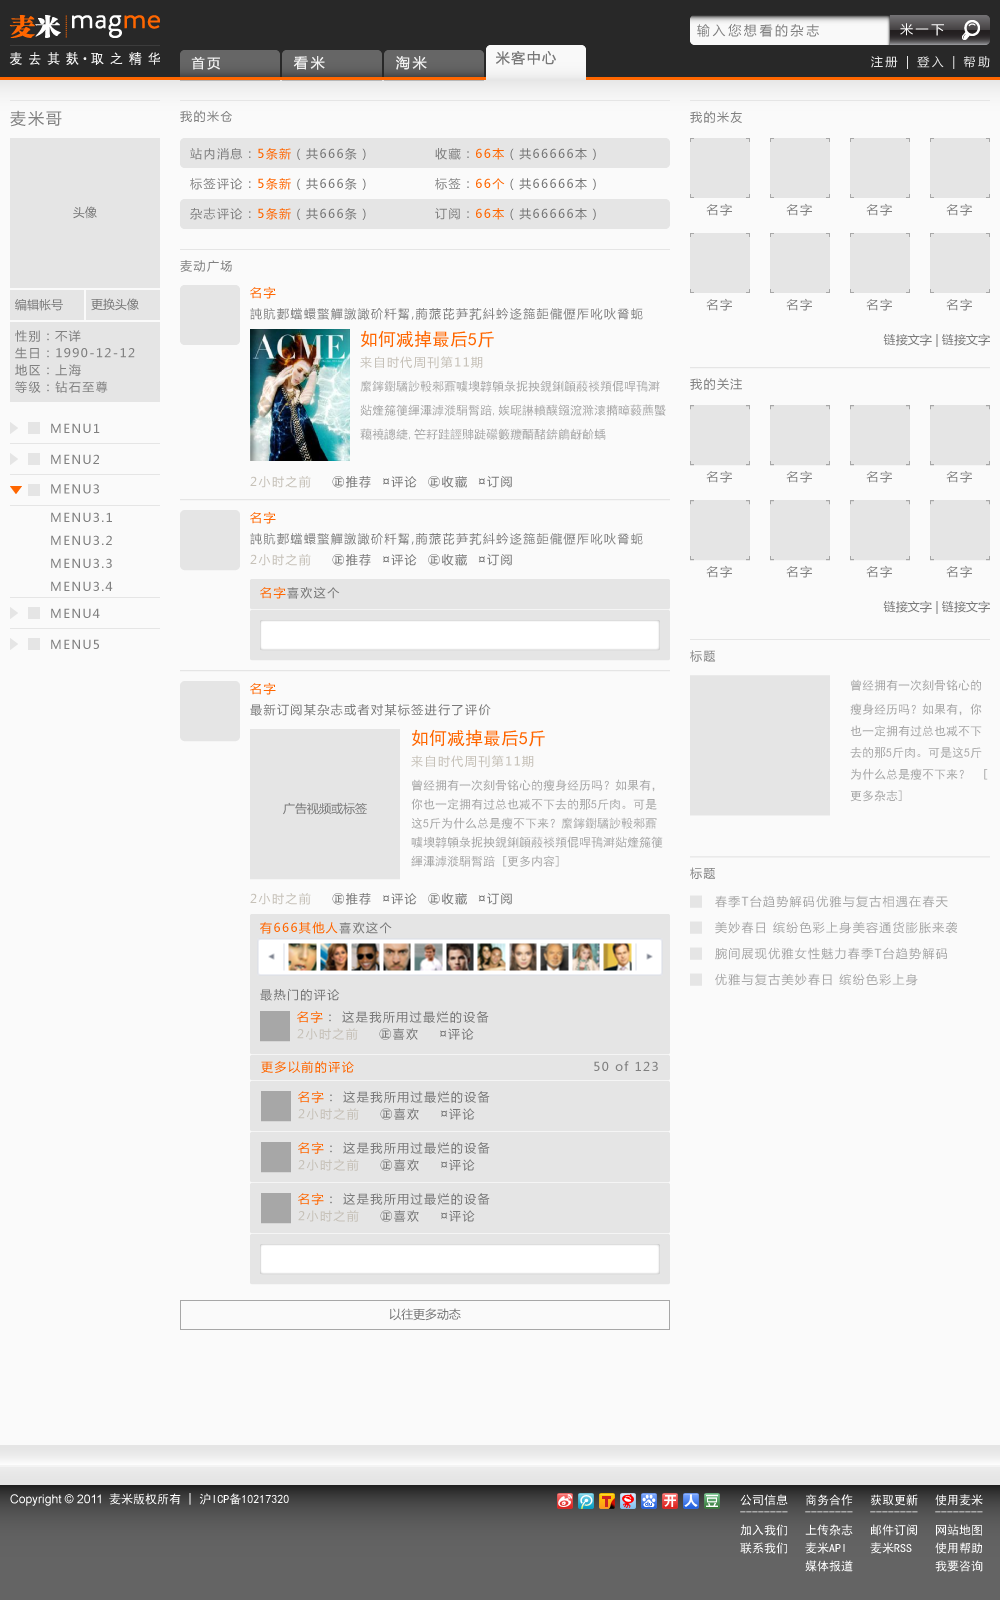 麦米 magme
麦去其麸·取之精华
首页
看米
淘米
米客中心
输入您想看的杂志
米一下
注册 | 登入 | 帮助
麦米哥
头像
编辑帐号
更换头像
性别：不详
生日：1990-12-12
地区：上海
等级：钻石至尊
MENU1
MENU2
MENU3
MENU3.1
MENU3.2
MENU3.3
MENU3.4
MENU4
MENU5
我的米仓
站内消息：5条新（共666条） 收藏：66本（共66666本）
标签评论：5条新（共666条） 标签：66个（共66666本）
杂志评论：5条新（共666条） 订阅：66本（共66666本）
麦动广场
名字
ACME
如何减掉最后5斤
来自时代周刊第11期
2小时之前 ㊣推荐 ¤评论 ㊣收藏 ¤订阅
名字
2小时之前 ㊣推荐 ¤评论 ㊣收藏 ¤订阅
名字喜欢这个
名字
最新订阅某杂志或者对某标签进行了评价
广告视频或标签
如何减掉最后5斤
来自时代周刊第11期
曾经拥有一次刻骨铭心的瘦身经历吗？如果有，
你也一定拥有过总也减不下去的那5斤肉。可是
这5斤为什么总是瘦不下来？
[更多内容]
2小时之前 ㊣推荐 ¤评论 ㊣收藏 ¤订阅
有666其他人喜欢这个
最热门的评论
名字： 这是我所用过最烂的设备
2小时之前 ㊣喜欢 ¤评论
更多以前的评论 50 of 123
名字： 这是我所用过最烂的设备
2小时之前 ㊣喜欢 ¤评论
名字： 这是我所用过最烂的设备
2小时之前 ㊣喜欢 ¤评论
名字： 这是我所用过最烂的设备
2小时之前 ㊣喜欢 ¤评论
以往更多动态
我的米友
名字 名字 名字 名字
名字 名字 名字 名字
链接文字 | 链接文字
我的关注
名字 名字 名字 名字
名字 名字 名字 名字
链接文字 | 链接文字
标题
曾经拥有一次刻骨铭心的
瘦身经历吗？如果有，你
也一定拥有过总也减不下
去的那5斤肉。可是这5斤
为什么总是瘦不下来？ [
更多杂志]
标题
春季T台趋势解码优雅与复古相遇在春天
美妙春日 缤纷色彩上身美容通货膨胀来袭
腕间展现优雅女性魅力春季T台趋势解码
优雅与复古美妙春日 缤纷色彩上身
Copyright © 2011 麦米版权所有 | 沪ICP备10217320
开 人 豆
公司信息 商务合作 获取更新 使用麦米
加入我们 上传杂志 邮件订阅 网站地图
联系我们 麦米API 麦米RSS 使用帮助
媒体报道 我要咨询